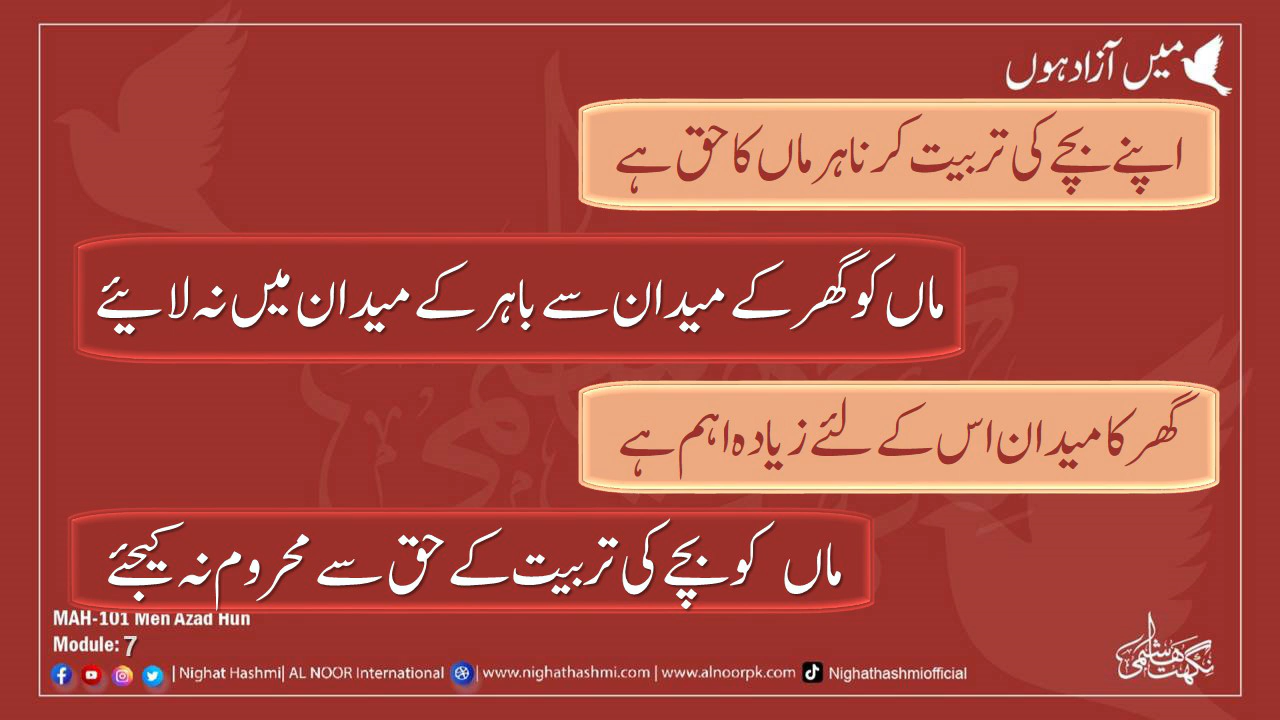 میں آزاد ہوں
اپنے بچے کی تربیت کرنا ہر ماں کا حق ہے
ماں کو گھر کے میدان سے باہر کے میدان میں نہ لائیے
گھر کا میدان اس کے لئے زیادہ اہم ہے
ماں کو بچے کی تربیت کے حق سے محروم نہ کیجئے
MAH-101 Men Azad Hun
Module: 7
| Nighat Hashmi| AL NOOR International | www.nighathashmi.com | www.alnoorpk.com Nighathashmiofficial
نگہت ہاشمی